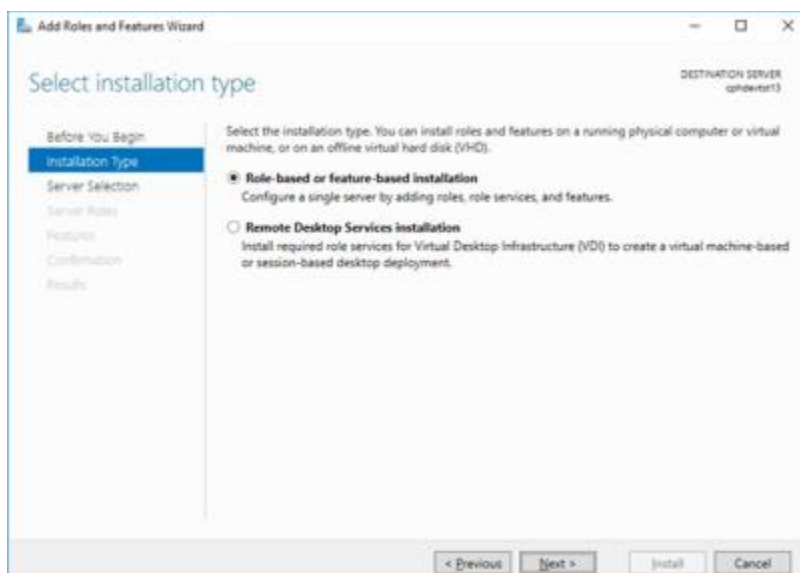 Add Roles and Features Wizard
Select installation type
DESTINATION SERVER
Before You Begin
Installation Type
Server Selection
Server Roles
Features
Confirmation
Results
Select the installation type. You can install roles and features on a running physical computer or virtual
machine, or on an offline virtual hard disk (VHD).
Role-based or feature-based installation
Configure a single server by adding roles, role services, and features.
Remote Desktop Services installation
Install required role services for Virtual Desktop Infrastructure (VDI) to create a virtual machine-based
or session-based desktop deployment.
< Previous Next > Install Cancel